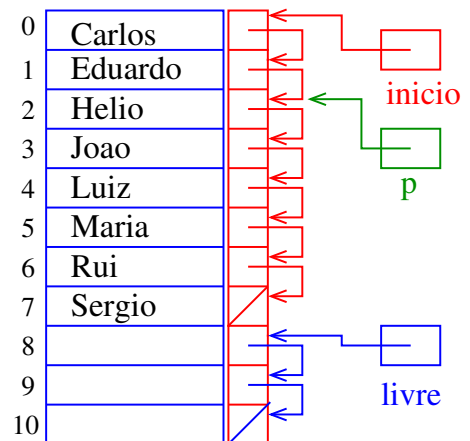 0 Carlos
1 Eduardo
inicio
2 Helio
3 Joao
p
4 Luiz
5 Maria
6 Rui
7 Sergio
8
9
livre
10